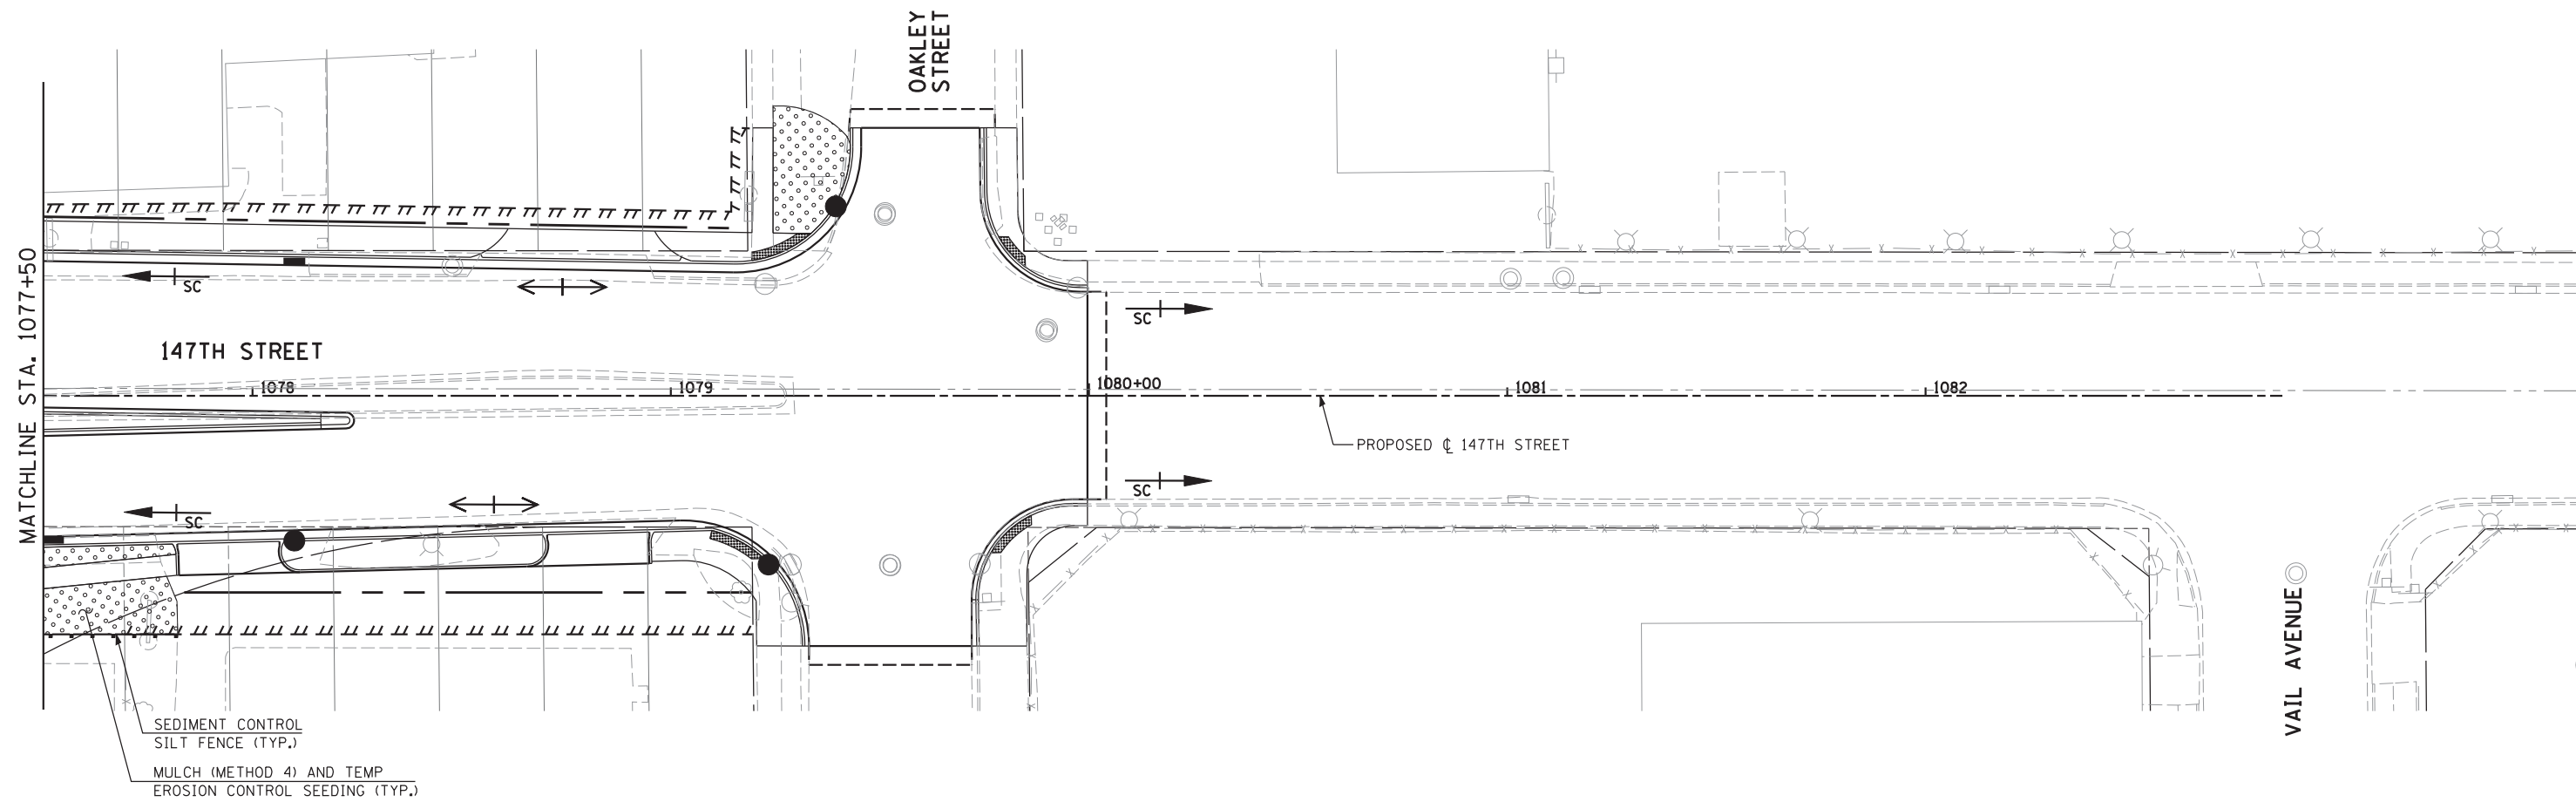 OAKLEY
STREET
MATCHLINE STA. 1077+50
SC
SC
147TH STREET
1078
1079
1080+00
1081
1082
PROPOSED ℄ 147TH STREET
SC
SC
VAIL AVENUE
SEDIMENT CONTROL
SILT FENCE (TYP.)
MULCH (METHOD 4) AND TEMP
EROSION CONTROL SEEDING (TYP.)